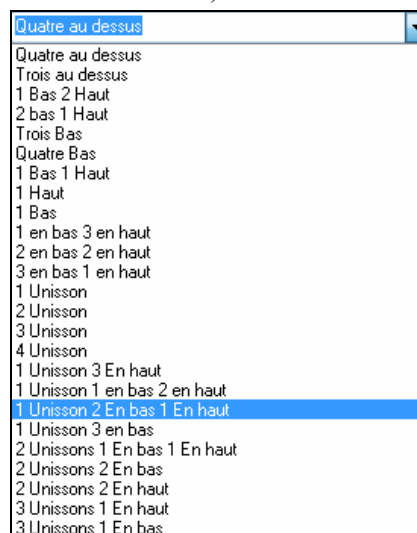 Quatre au dessus
Quatre au dessus
Trois au dessus
1 Bas 2 Haut
2 bas 1 Haut
Trois Bas
Quatre Bas
1 Bas 1 Haut
1 Haut
1 Bas
1 en bas 3 en haut
2 en bas 2 en haut
3 en bas 1 en haut
1 Unisson
2 Unisson
3 Unisson
4 Unisson
1 Unisson 3 En haut
1 Unisson 1 en bas 2 en haut
1 Unisson 2 En bas 1 En haut
1 Unisson 3 en bas
2 Unissons 1 En bas 1 En haut
2 Unissons 2 En bas
2 Unissons 2 En haut
3 Unissons 1 En haut
3 Unissons 1 En bas